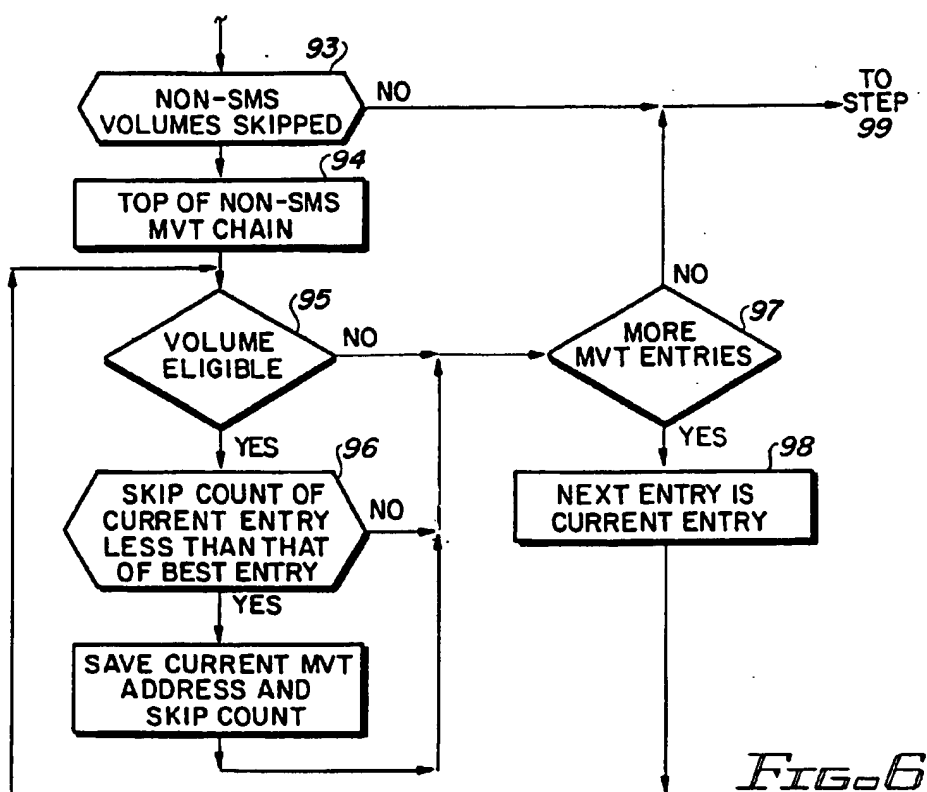 93
NON-SMS
VOLUMES SKIPPED
NO
TO
STEP
99
94
TOP OF NON-SMS
MVT CHAIN
95
VOLUME
ELIGIBLE
NO
YES
NO
97
MORE
MVT ENTRIES
YES
96
SKIP COUNT OF
CURRENT ENTRY
LESS THAN THAT
OF BEST ENTRY
NO
YES
98
NEXT ENTRY IS
CURRENT ENTRY
SAVE CURRENT MVT
ADDRESS AND
SKIP COUNT
FIG. 6